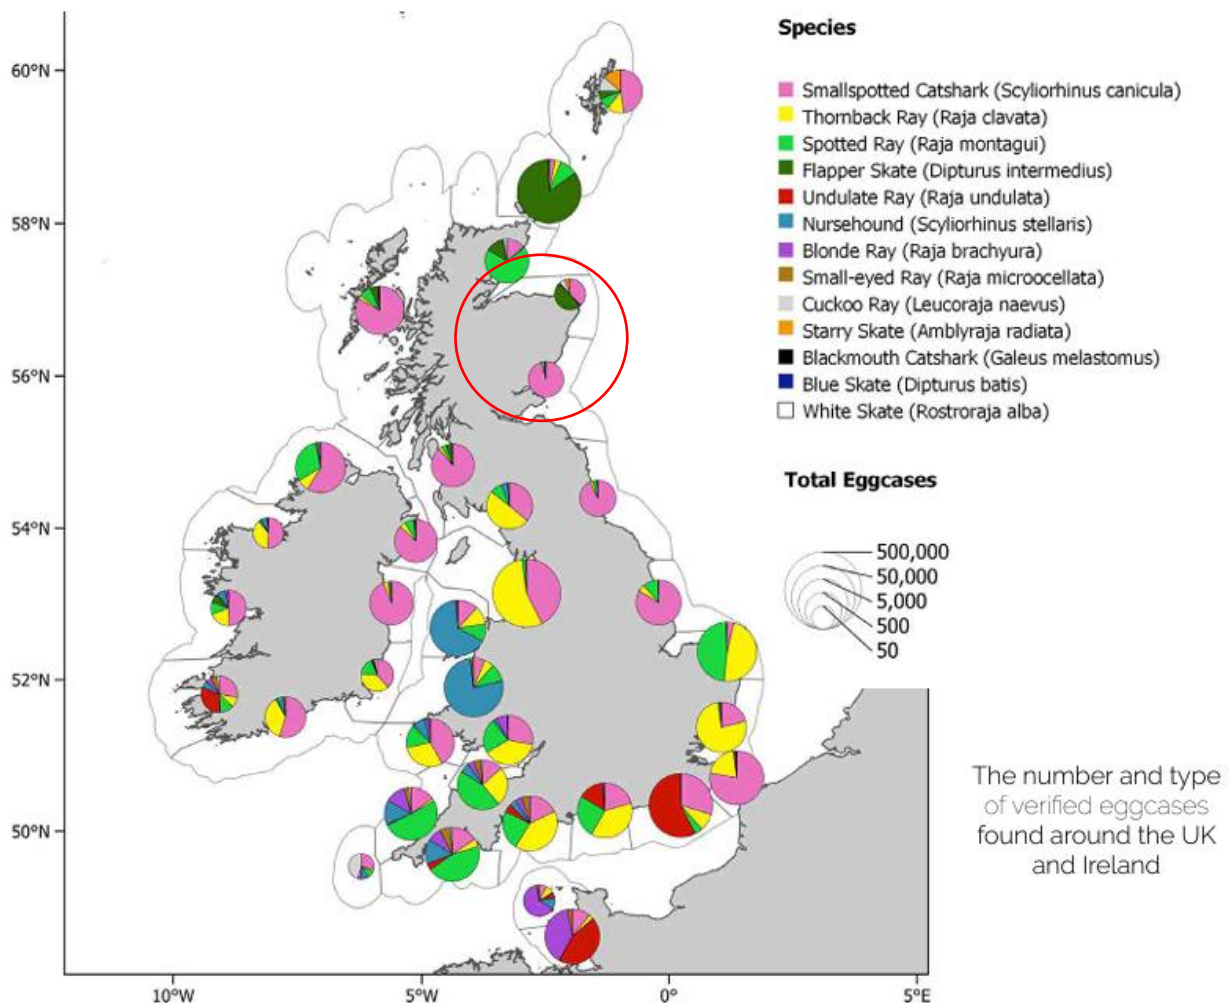 Species
Smallspotted Catshark (Scyliorhinus canicula)
Thornback Ray (Raja clavata)
Spotted Ray (Raja montagui)
Flapper Skate (Dipturus intermedius)
Undulate Ray (Raja undulata)
Nursehound (Scyliorhinus stellaris)
Blonde Ray (Raja brachyura)
Small-eyed Ray (Raja microocellata)
Cuckoo Ray (Leucoraja naevus)
Starry Skate (Amblyraja radiata)
Blackmouth Catshark (Galeus melastomus)
Blue Skate (Dipturus batis)
White Skate (Rostroraja alba)
Total Eggcases
500,000
50,000
5,000
500
50
The number and type
of verified eggcases
found around the UK
and Ireland
60°N
58°N
56°N
54°N
52°N
50°N
10°W
5°W
0°
5°E